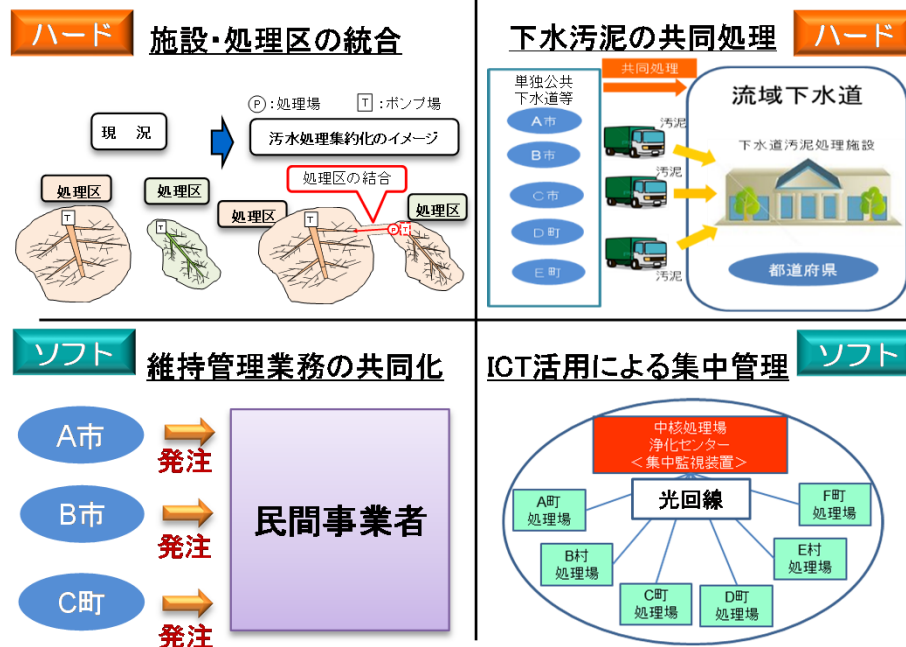 ハード
施設・処理区の統合
Ⓟ:処理場 T:ポンプ場
現 況
汚水処理集約化のイメージ
処理区の結合
処理区
処理区
処理区
処理区
T
T
T
P
T
下水汚泥の共同処理
ハード
単独公共
下水道等
共同処理
流域下水道
A市
B市
C市
D町
E町
汚泥
汚泥
汚泥
下水道汚泥処理施設
都道府県
ソフト
維持管理業務の共同化
A市
発注
B市
発注
C町
発注
民間事業者
ICT活用による集中管理
ソフト
中核処理場
浄化センター
<集中監視装置>
光回線
A町
処理場
B村
処理場
C町
処理場
D町
処理場
E村
処理場
F町
処理場